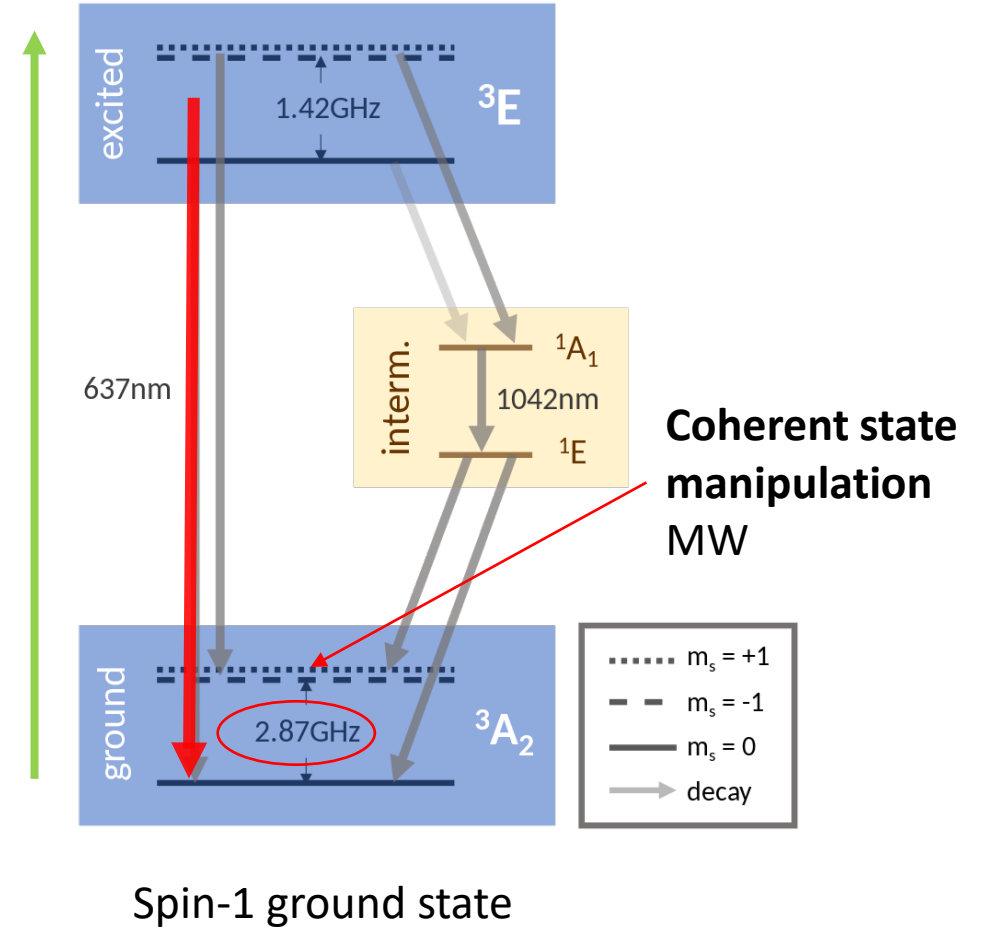 excited
1.42GHz
³E
637nm
interm.
¹A₁
1042nm
¹E
Coherent state
manipulation
MW
ground
2.87GHz
³A₂
mₛ = +1
mₛ = -1
mₛ = 0
decay
Spin-1 ground state